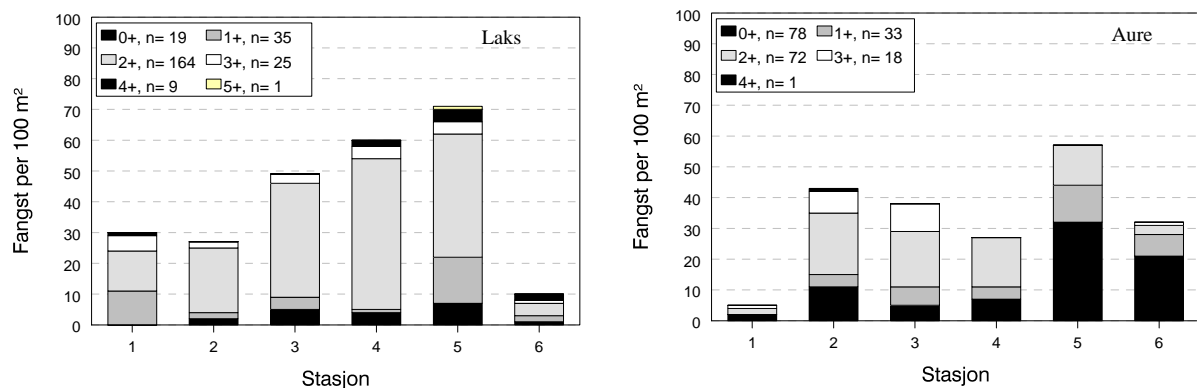 Laks
0+, n= 19
1+, n= 35
2+, n= 164
3+, n= 25
4+, n= 9
5+, n= 1
Fangst per 100 m²
100
90
80
70
60
50
40
30
20
10
0
1 2 3 4 5 6
Stasjon
Aure
0+, n= 78
1+, n= 33
2+, n= 72
3+, n= 18
4+, n= 1
Fangst per 100 m²
100
90
80
70
60
50
40
30
20
10
0
1 2 3 4 5 6
Stasjon